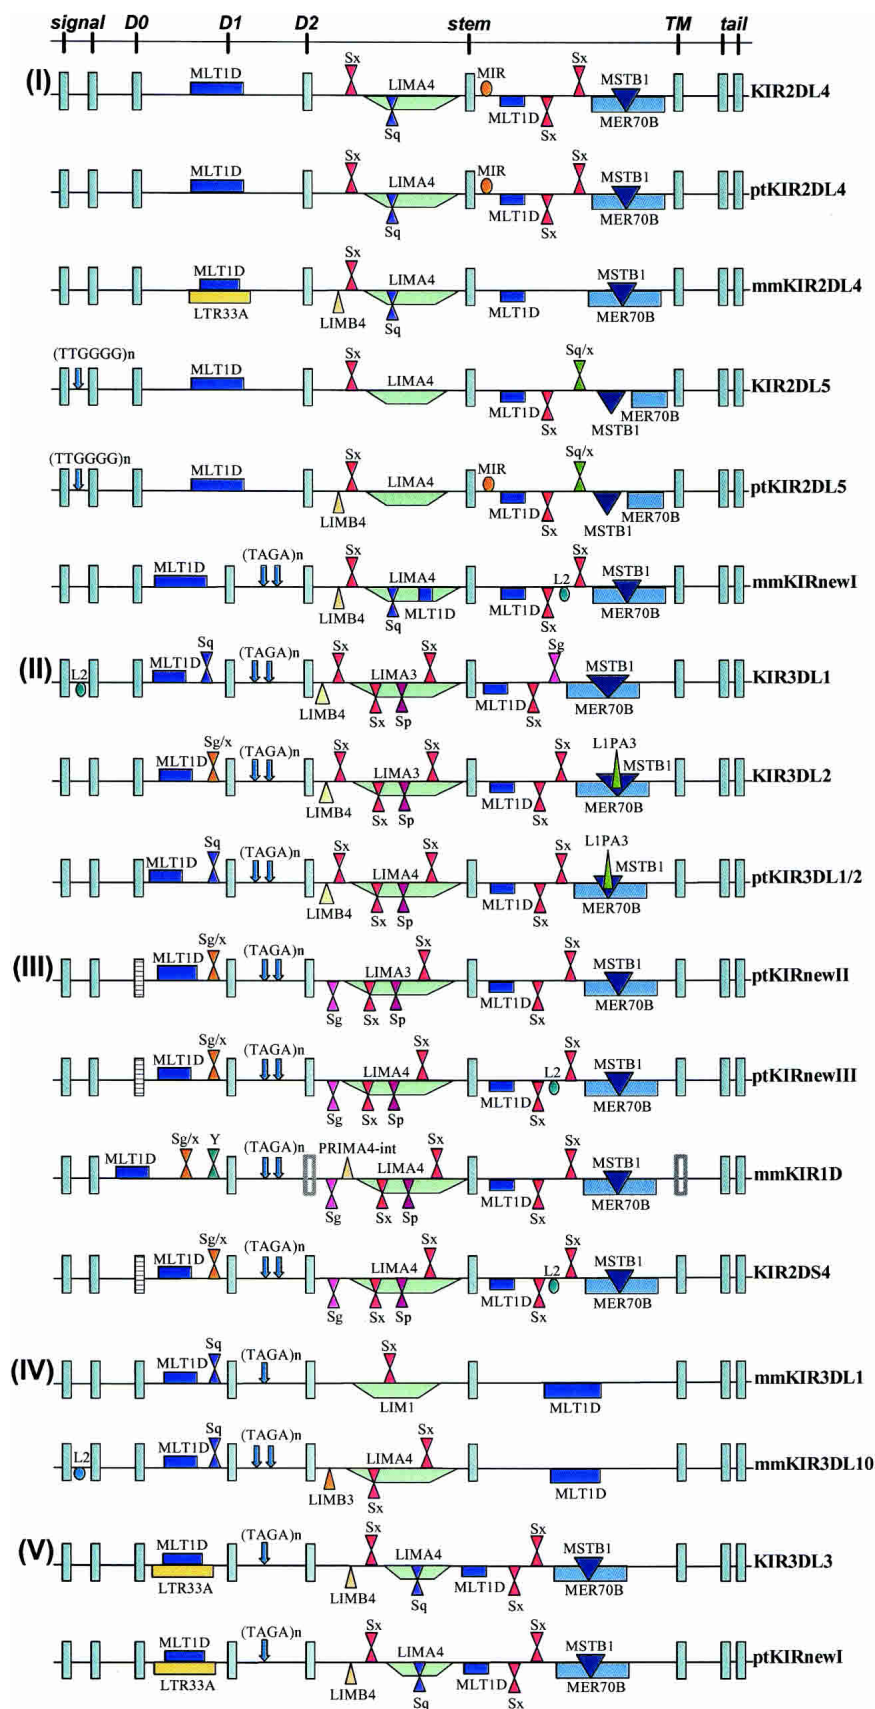 signal D0 D1 D2 stem TM tail
Sx Sx
(I) MLT1D LIMA4 MIR MSTB1 KIR2DL4
Sq MLT1D Sx MER70B
Sx Sx
MLT1D LIMA4 MIR MSTB1 ptKIR2DL4
Sq MLT1D Sx MER70B
Sx
MLT1D LIMA4 MSTB1 mmKIR2DL4
LTR33A LIMB4 Sq MLT1D MER70B
(TTGGGG)n Sx Sq/x
MLT1D LIMA4 KIR2DL5
MLT1D Sx MSTB1 MER70B
(TTGGGG)n Sx Sq/x
MLT1D LIMA4 MIR ptKIR2DL5
LIMB4 MLT1D Sx MSTB1 MER70B
(TAGA)n Sx Sx
MLT1D LIMA4 L2 MSTB1 mmKIRnewI
LIMB4 Sq MLT1D MLT1D Sx MER70B
Sq (TAGA)n Sx Sx Sg
(II) L2 MLT1D LIMA3 MSTB1 KIR3DL1
LIMB4 Sx Sp MLT1D Sx MER70B
Sg/x (TAGA)n Sx Sx Sx L1PA3
MLT1D LIMA3 MSTB1 KIR3DL2
LIMB4 Sx Sp MLT1D Sx MER70B
Sq (TAGA)n Sx Sx Sx L1PA3
MLT1D LIMA4 MSTB1 ptKIR3DL1/2
LIMB4 Sx Sp MLT1D Sx MER70B
Sg/x (TAGA)n Sx Sx
(III) MLT1D LIMA3 MSTB1 ptKIRnewII
Sg Sx Sp MLT1D Sx MER70B
Sg/x (TAGA)n Sx Sx
MLT1D LIMA4 L2 MSTB1 ptKIRnewIII
Sg Sx Sp MLT1D Sx MER70B
Sg/x Y (TAGA)n PRIMA4-int Sx Sx
MLT1D LIMA4 MSTB1 mmKIR1D
Sg Sx Sp MLT1D Sx MER70B
Sg/x (TAGA)n Sx Sx
MLT1D LIMA4 L2 MSTB1 KIR2DS4
Sg Sx Sp MLT1D Sx MER70B
Sq (TAGA)n Sx
(IV) MLT1D mmKIR3DL1
LIM1 MLT1D
Sq (TAGA)n Sx
L2 MLT1D LIMA4 mmKIR3DL10
LIMB3 Sx MLT1D
(TAGA)n Sx Sx
(V) MLT1D LIMA4 MSTB1 KIR3DL3
LTR33A LIMB4 Sq MLT1D Sx MER70B
(TAGA)n Sx Sx
MLT1D LIMA4 MSTB1 ptKIRnewI
LTR33A LIMB4 Sq MLT1D Sx MER70B